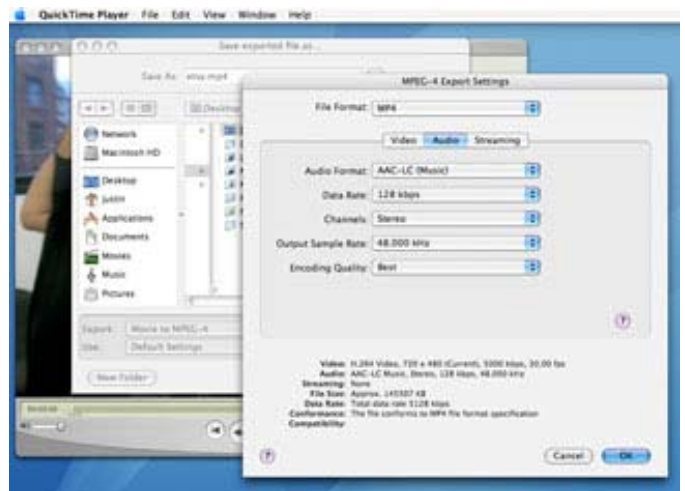 QuickTime Player File Edit View Window Help
Save exported file as...
Save As: .mp4
MPEG-4 Export Settings
File Format: MP4
Video Audio Streaming
Audio Format: AAC-LC (Music)
Data Rate: 128 kbps
Channels: Stereo
Output Sample Rate: 48.000 kHz
Encoding Quality: Best
Desktop
Network
Macintosh HD
Desktop
justin
Applications
Documents
Movies
Music
Pictures
Export: Movie to MPEG-4
Use: Default Settings
New Folder
Video: H.264 Video, 720 x 480 (Current), 5000 kbps, 30.00 fps
Audio: AAC-LC Music, Stereo, 128 kbps, 48.000 kHz
Streaming: None
File Size: Approx. KB
Data Rate: Total data rate 5128 kbps
Conformance: The file conforms to MP4 file format specification
Compatibility:
? Cancel OK